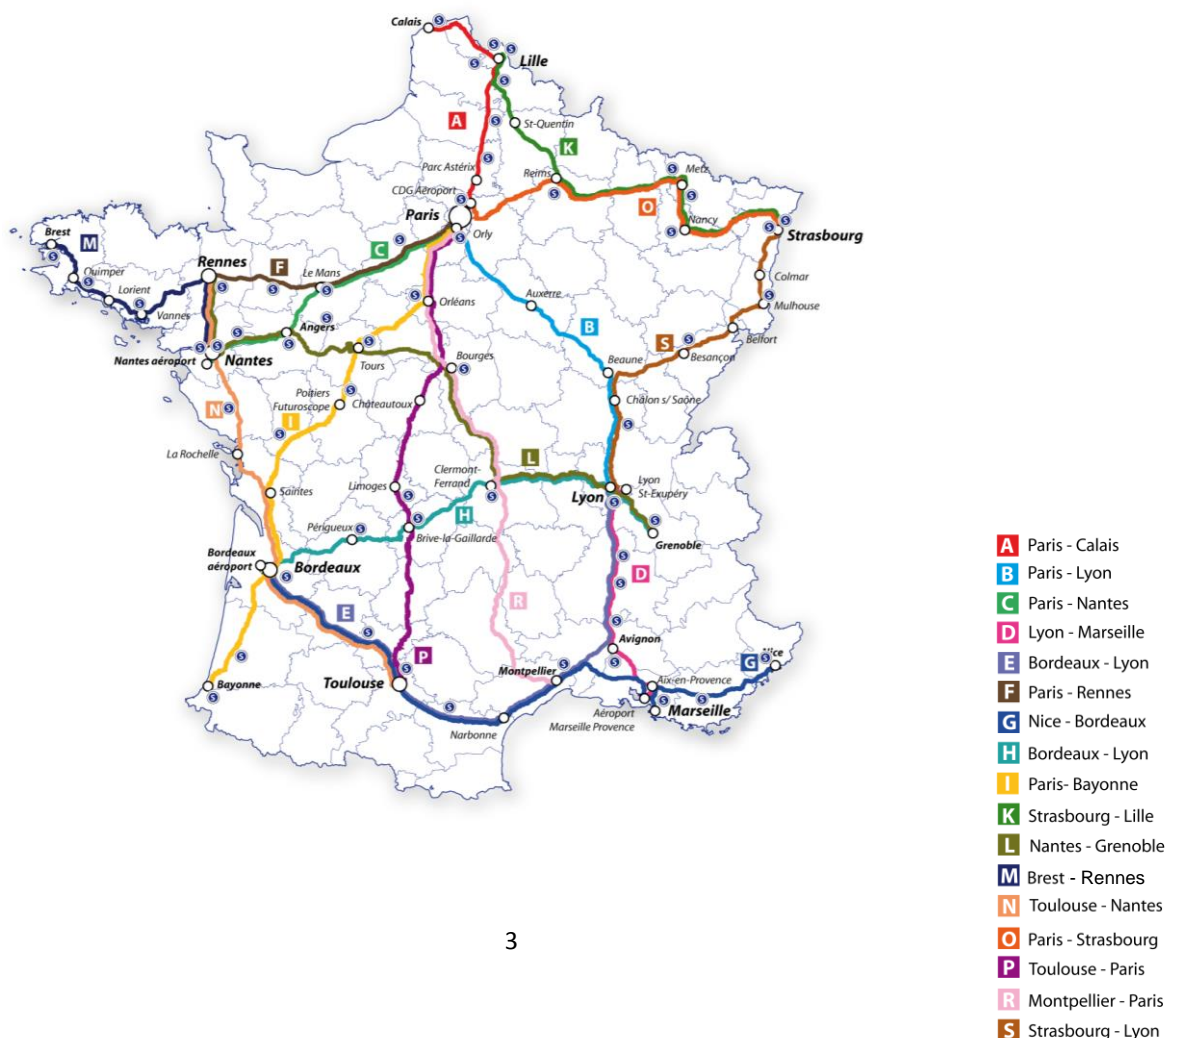 Calais
Lille
A
St-Quentin
K
Parc Astérix
Reims
Metz
CDG Aéroport
Paris
O
Nancy
Orly
Strasbourg
Brest
M
C
Rennes
Quimper
F
Le Mans
Colmar
Lorient
Auxerre
Orléans
Mulhouse
Vannes
Angers
B
Belfort
S
Nantes aéroport
Nantes
Tours
Bourges
Beaune
Besançon
Poitiers
Futuroscope
Châteautoux
Châlon s/ Saône
N
I
La Rochelle
L
Clermont-
Ferrand
Lyon
St-Exupéry
Limoges
Lyon
Saintes
H
Périgueux
Brive-la-Gaillarde
Grenoble
Bordeaux
aéroport
Bordeaux
D
R
E
Avignon
P
G
Nice
Montpellier
Aix-en-Provence
Bayonne
Toulouse
Marseille
Narbonne
Aéroport
Marseille Provence
A Paris - Calais
B Paris - Lyon
C Paris - Nantes
D Lyon - Marseille
E Bordeaux - Lyon
F Paris - Rennes
G Nice - Bordeaux
H Bordeaux - Lyon
I Paris- Bayonne
K Strasbourg - Lille
L Nantes - Grenoble
M Brest - Rennes
N Toulouse - Nantes
O Paris - Strasbourg
P Toulouse - Paris
R Montpellier - Paris
S Strasbourg - Lyon
3